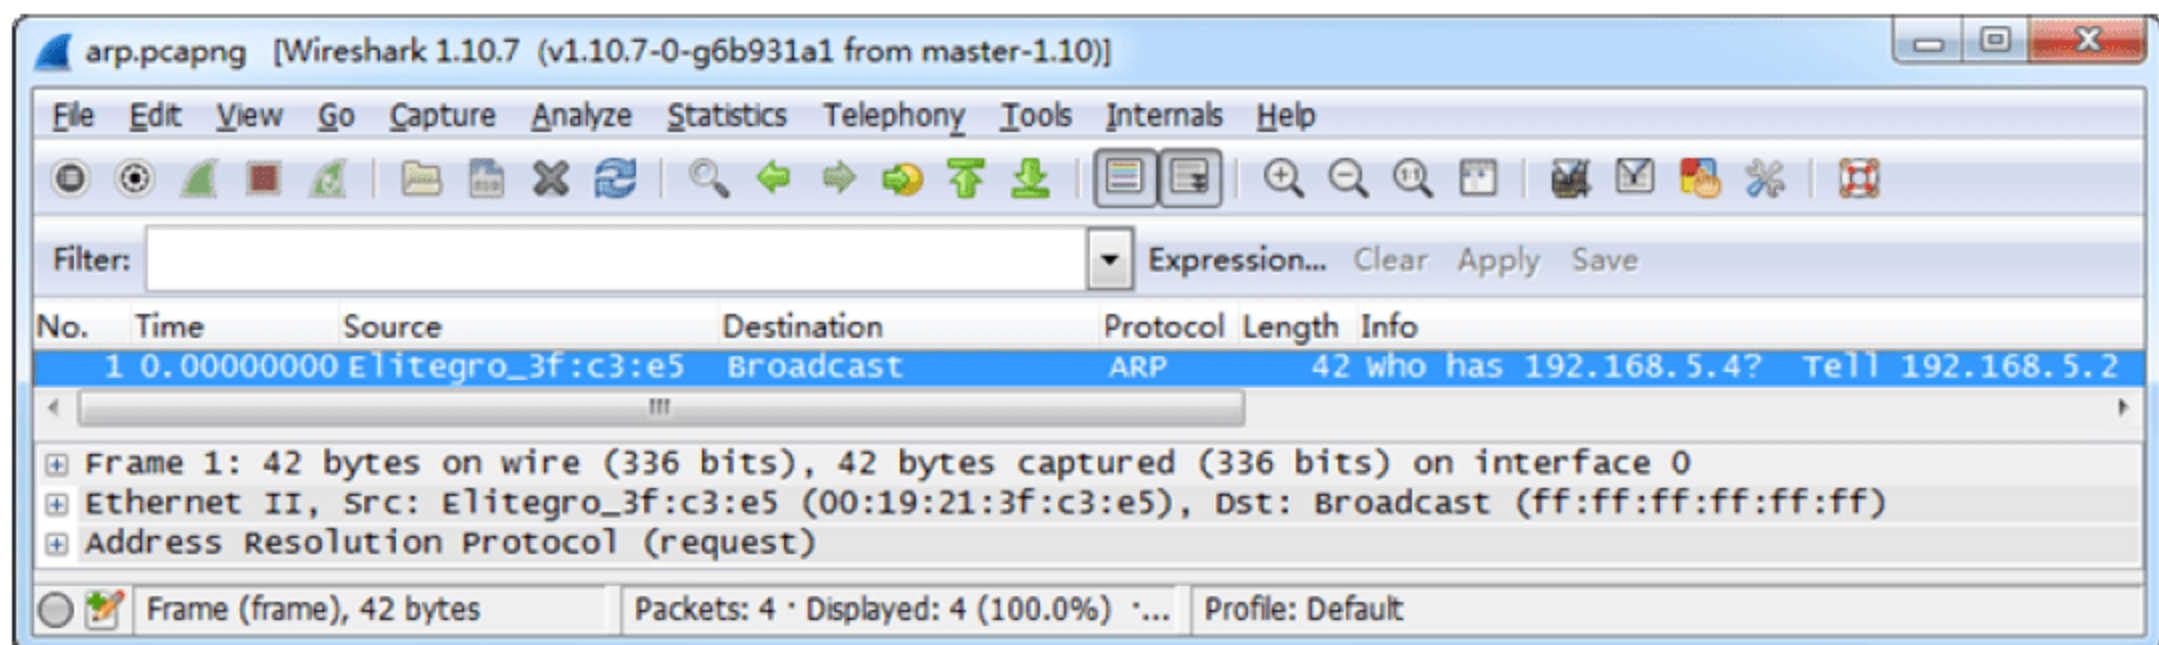 arp.pcapng [Wireshark 1.10.7 (v1.10.7-0-g6b931a1 from master-1.10)]
File Edit View Go Capture Analyze Statistics Telephony Tools Internals Help
Filter: Expression... Clear Apply Save
No. Time Source Destination Protocol Length Info
1 0.00000000 Elitegro_3f:c3:e5 Broadcast ARP 42 Who has 192.168.5.4? Tell 192.168.5.2
Frame 1: 42 bytes on wire (336 bits), 42 bytes captured (336 bits) on interface 0
Ethernet II, Src: Elitegro_3f:c3:e5 (00:19:21:3f:c3:e5), Dst: Broadcast (ff:ff:ff:ff:ff:ff)
Address Resolution Protocol (request)
Frame (frame), 42 bytes Packets: 4 · Displayed: 4 (100.0%) ·... Profile: Default